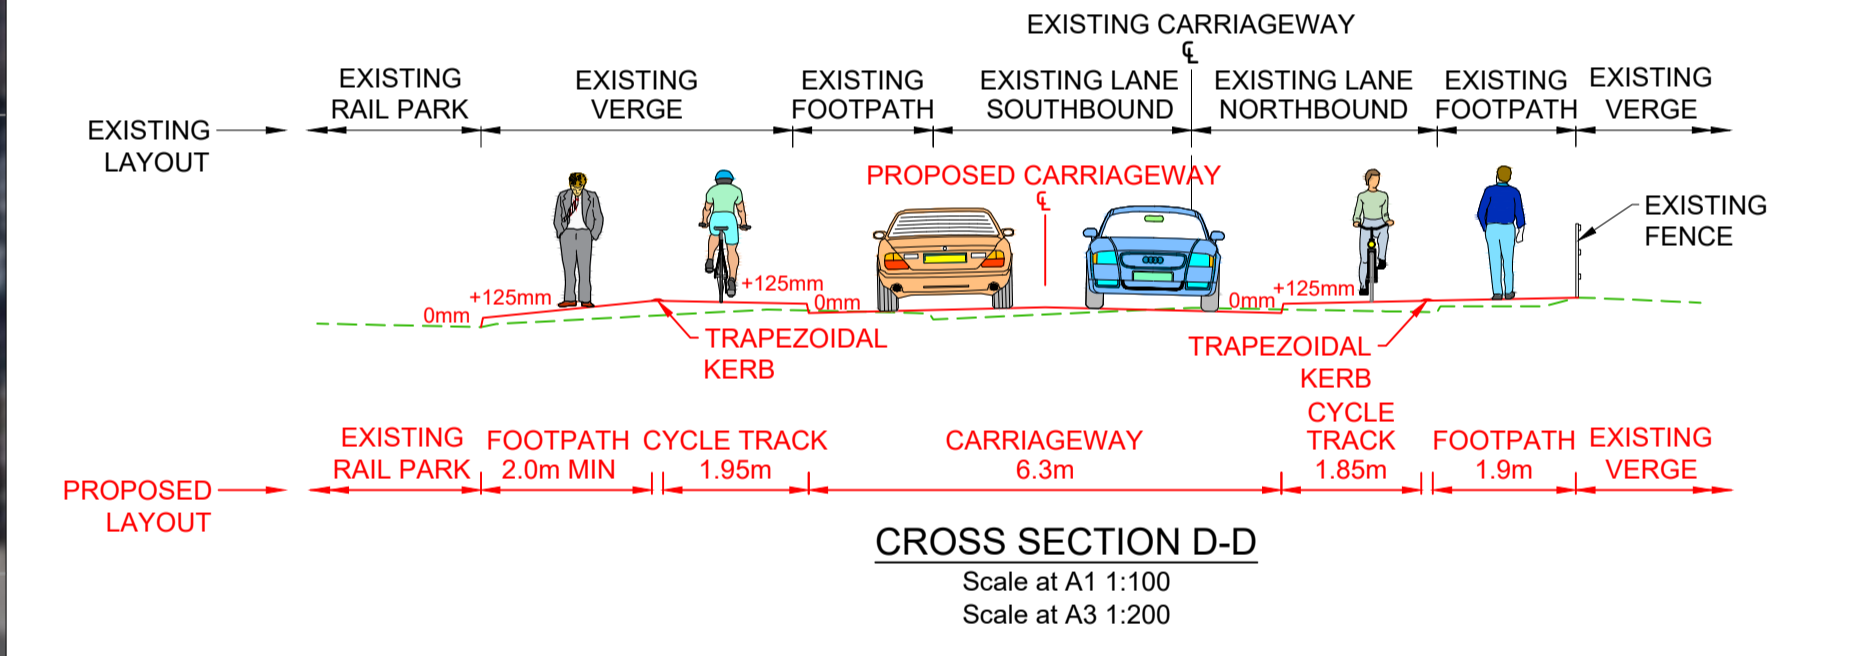 EXISTING CARRIAGEWAY
℄
EXISTING
RAIL PARK
EXISTING
VERGE
EXISTING
FOOTPATH
EXISTING LANE
SOUTHBOUND
EXISTING LANE
NORTHBOUND
EXISTING
FOOTPATH
EXISTING
VERGE
EXISTING
LAYOUT
PROPOSED CARRIAGEWAY
℄
EXISTING
FENCE
0mm
+125mm
+125mm
0mm
0mm
+125mm
TRAPEZOIDAL
KERB
TRAPEZOIDAL
KERB
EXISTING
RAIL PARK
FOOTPATH
2.0m MIN
CYCLE TRACK
1.95m
CARRIAGEWAY
6.3m
CYCLE
TRACK
1.85m
FOOTPATH
1.9m
EXISTING
VERGE
PROPOSED
LAYOUT
CROSS SECTION D-D
Scale at A1 1:100
Scale at A3 1:200